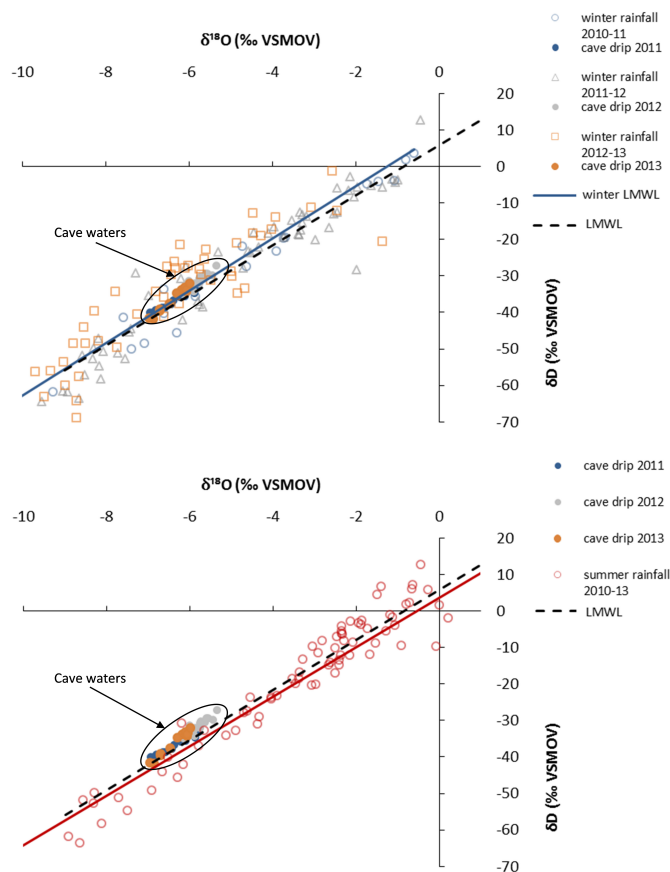 δ¹⁸O (‰ VSMOV)
-10
-8
-6
-4
-2
0
20
10
0
-10
-20
-30
-40
-50
-60
-70
δD (‰ VSMOV)
Cave waters
winter rainfall
2010-11
cave drip 2011
winter rainfall
2011-12
cave drip 2012
winter rainfall
2012-13
cave drip 2013
winter LMWL
LMWL
δ¹⁸O (‰ VSMOV)
-10
-8
-6
-4
-2
0
20
10
0
-10
-20
-30
-40
-50
-60
-70
δD (‰ VSMOV)
Cave waters
cave drip 2011
cave drip 2012
cave drip 2013
summer rainfall
2010-13
LMWL